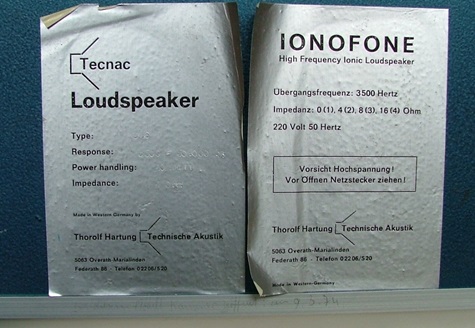 Tecnac
Loudspeaker
Type:
Response:
Power handling:
Impedance:
Made in Western Germany by
Thorolf Hartung Technische Akustik
5063 Overath-Marialinden
Federath 86 · Telefon 02206/520
IONOFONE
High Frequency Ionic Loudspeaker
Übergangsfrequenz: 3500 Hertz
Impedanz: 0(1), 4(2), 8(3), 16(4) Ohm
220 Volt 50 Hertz
Vorsicht Hochspannung!
Vor Öffnen Netzstecker ziehen!
Thorolf Hartung Technische Akustik
5063 Overath-Marialinden
Federath 86 · Telefon 02206/520
Made in Western Germany